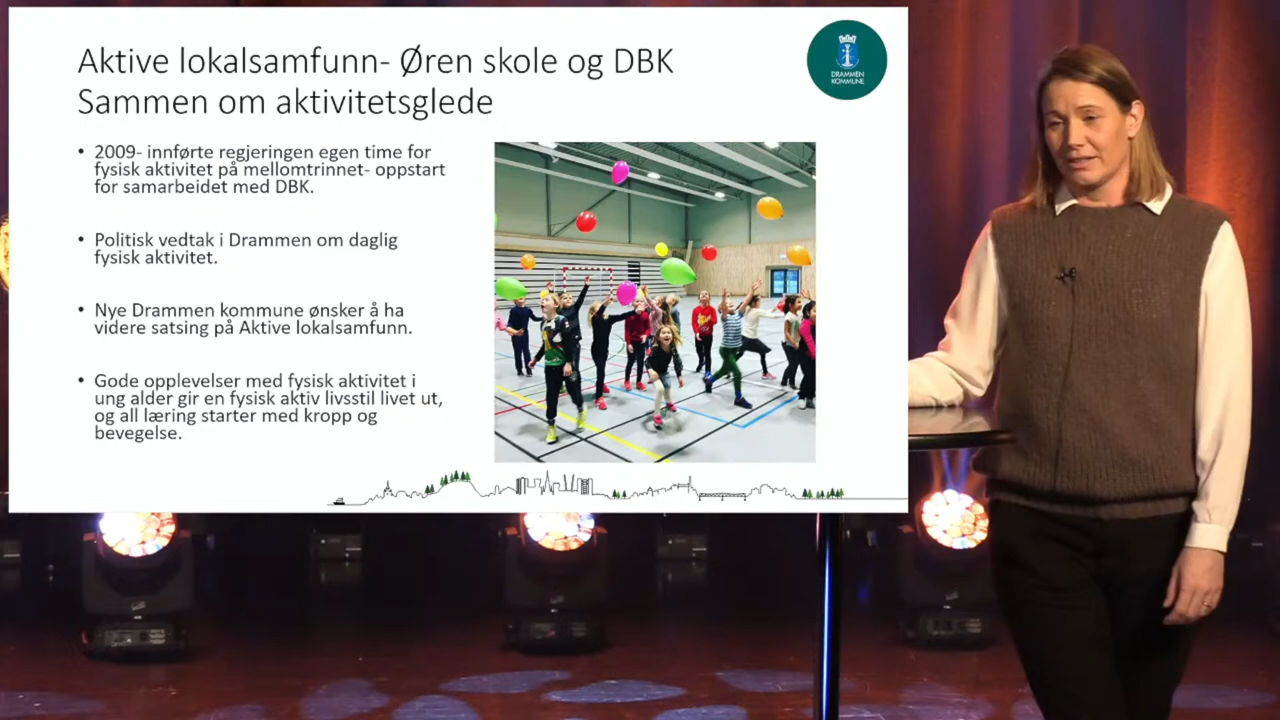 Aktive lokalsamfunn- Øren skole og DBK
Sammen om aktivitetsglede
DRAMMEN
KOMMUNE
• 2009- innførte regjeringen egen time for
fysisk aktivitet på mellomtrinnet- oppstart
for samarbeidet med DBK.
• Politisk vedtak i Drammen om daglig
fysisk aktivitet.
• Nye Drammen kommune ønsker å ha
videre satsing på Aktive lokalsamfunn.
• Gode opplevelser med fysisk aktivitet i
ung alder gir en fysisk aktiv livsstil livet ut,
og all læring starter med kropp og
bevegelse.